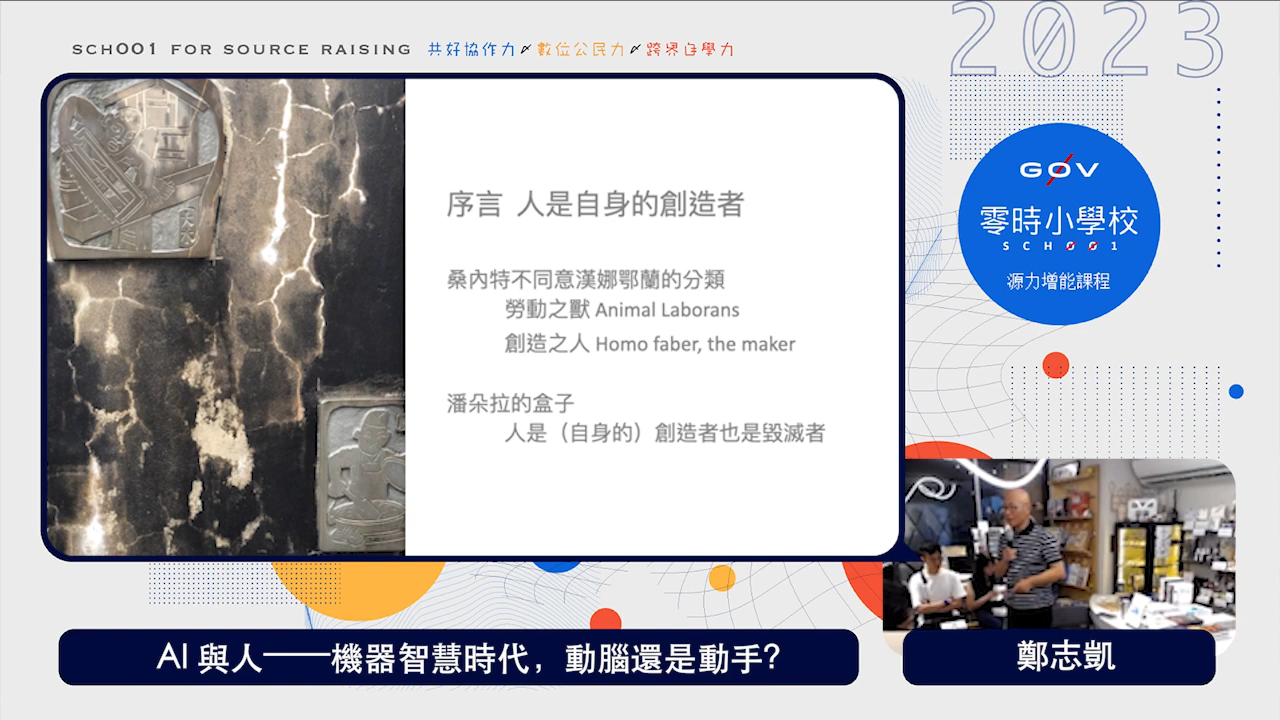 SCH001 FOR SOURCE RAISING 共好協作力〆數位公民力〆跨界自學力
2023
G0V
零時小學校
SCH001
源力增能課程
序言 人是自身的創造者
桑內特不同意漢娜鄂蘭的分類
勞動之獸 Animal Laborans
創造之人 Homo faber, the maker
潘朵拉的盒子
人是（自身的）創造者也是毀滅者
AI 與人——機器智慧時代，動腦還是動手？
鄭志凱